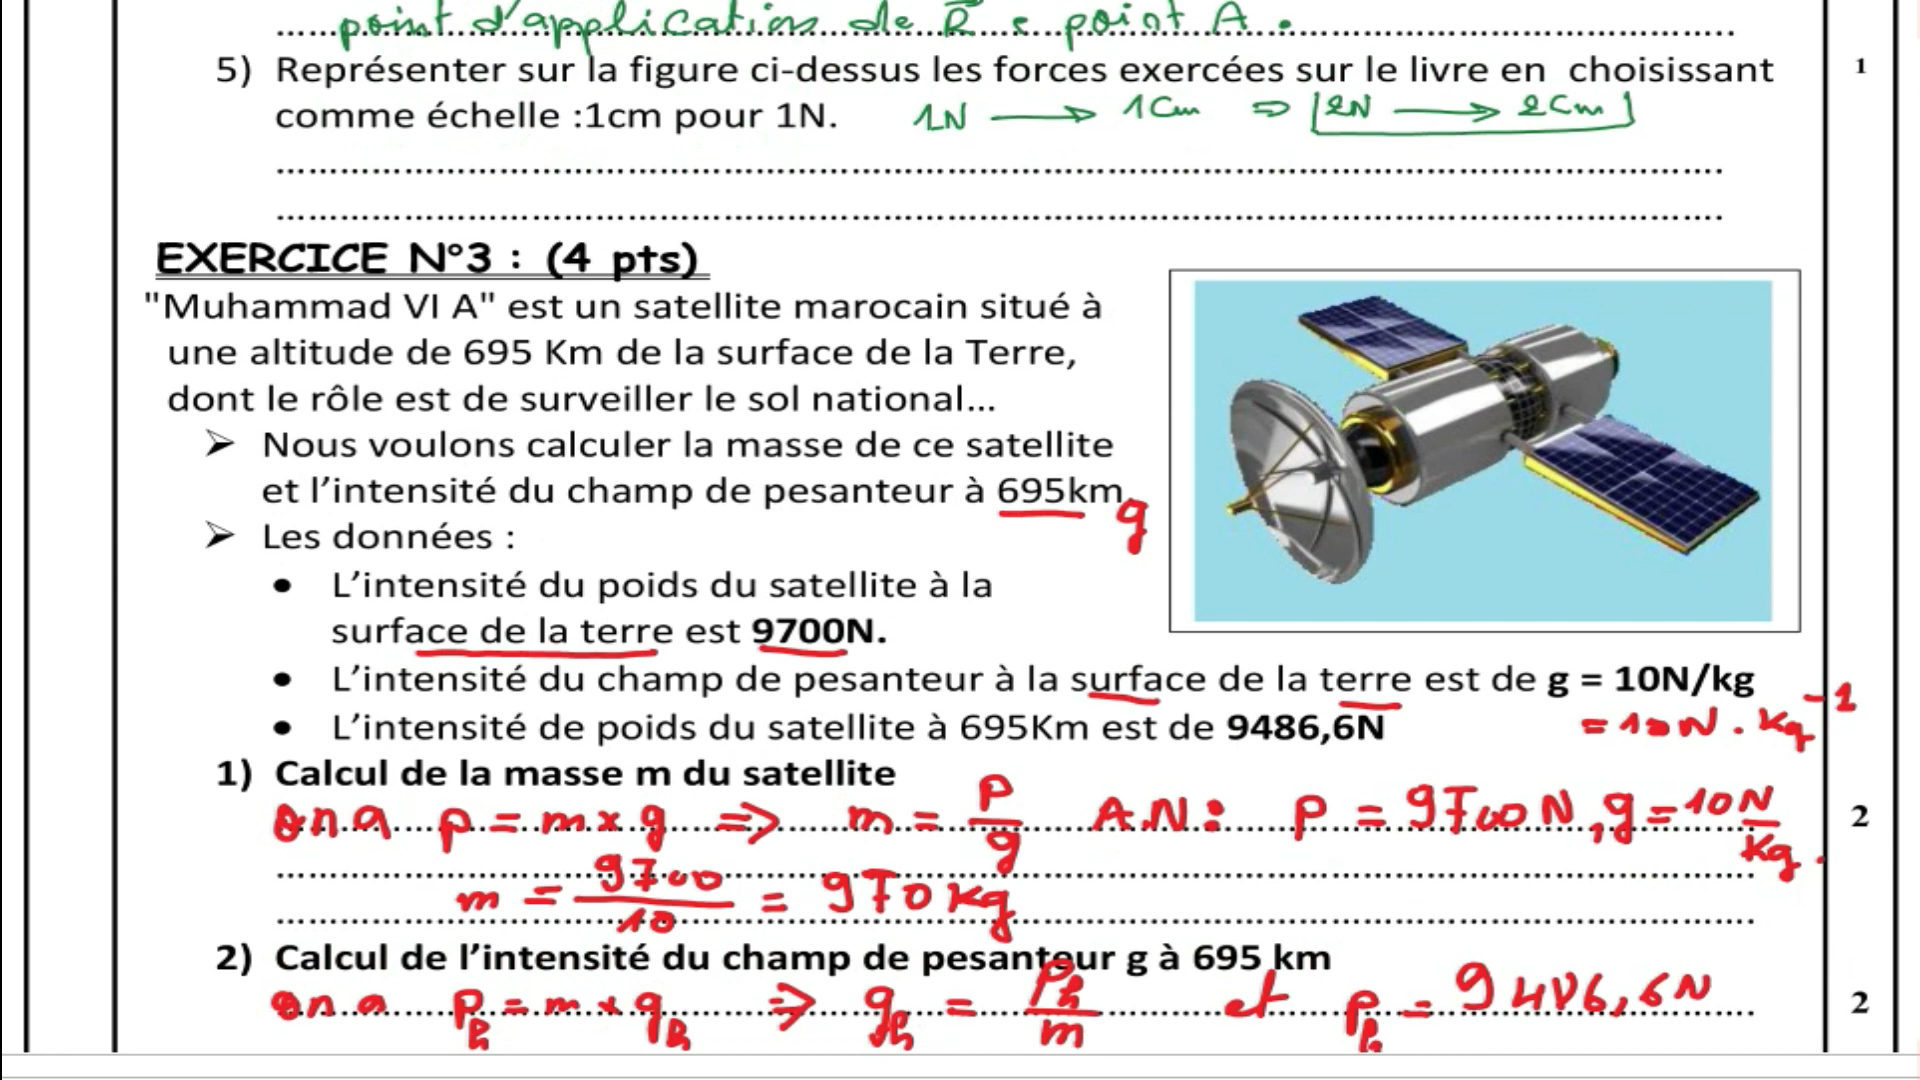 point d'application de R : point A.
5) Représenter sur la figure ci-dessus les forces exercées sur le livre en choisissant 1
comme échelle :1cm pour 1N. 1N → 1Cm ⇒ 2N → 2Cm
EXERCICE N°3 : (4 pts)
"Muhammad VI A" est un satellite marocain situé à
une altitude de 695 Km de la surface de la Terre,
dont le rôle est de surveiller le sol national...
➢ Nous voulons calculer la masse de ce satellite
et l'intensité du champ de pesanteur à 695km. g
➢ Les données :
• L'intensité du poids du satellite à la
surface de la terre est 9700N.
• L'intensité du champ de pesanteur à la surface de la terre est de g = 10N/kg
= 10N . kg⁻¹
• L'intensité de poids du satellite à 695Km est de 9486,6N
1) Calcul de la masse m du satellite
on a p = m × g ⇒ m = P/g A.N : P = 9700N, g = 10N/kg. 2
m = 9700/10 = 970 kg
2) Calcul de l'intensité du champ de pesanteur g à 695 km
on a Ph = m × gh ⇒ gh = Ph/m et Ph = 9486,6N 2